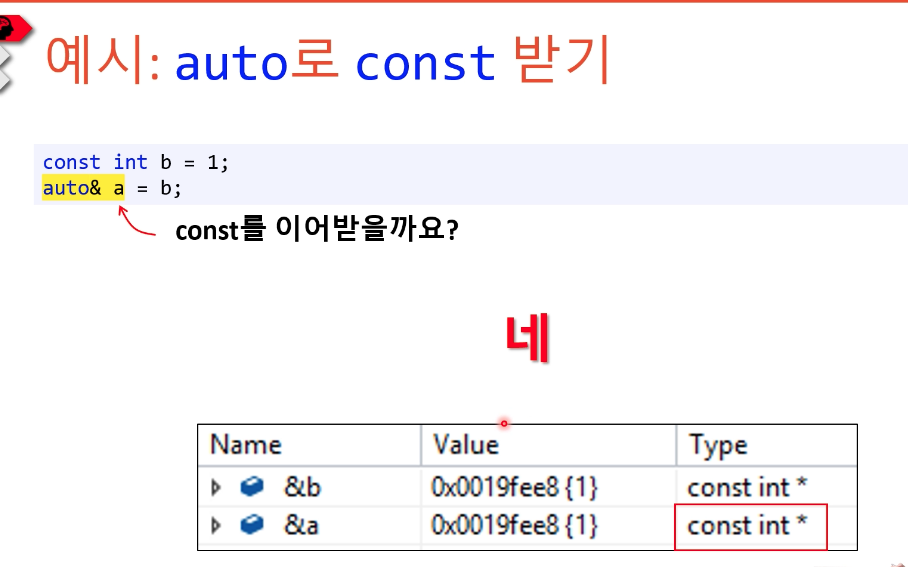 예시: auto로 const 받기
const int b = 1;
auto& a = b;
const를 이어받을까요?
네
Name Value Type
&b 0x0019fee8 {1} const int *
&a 0x0019fee8 {1} const int *